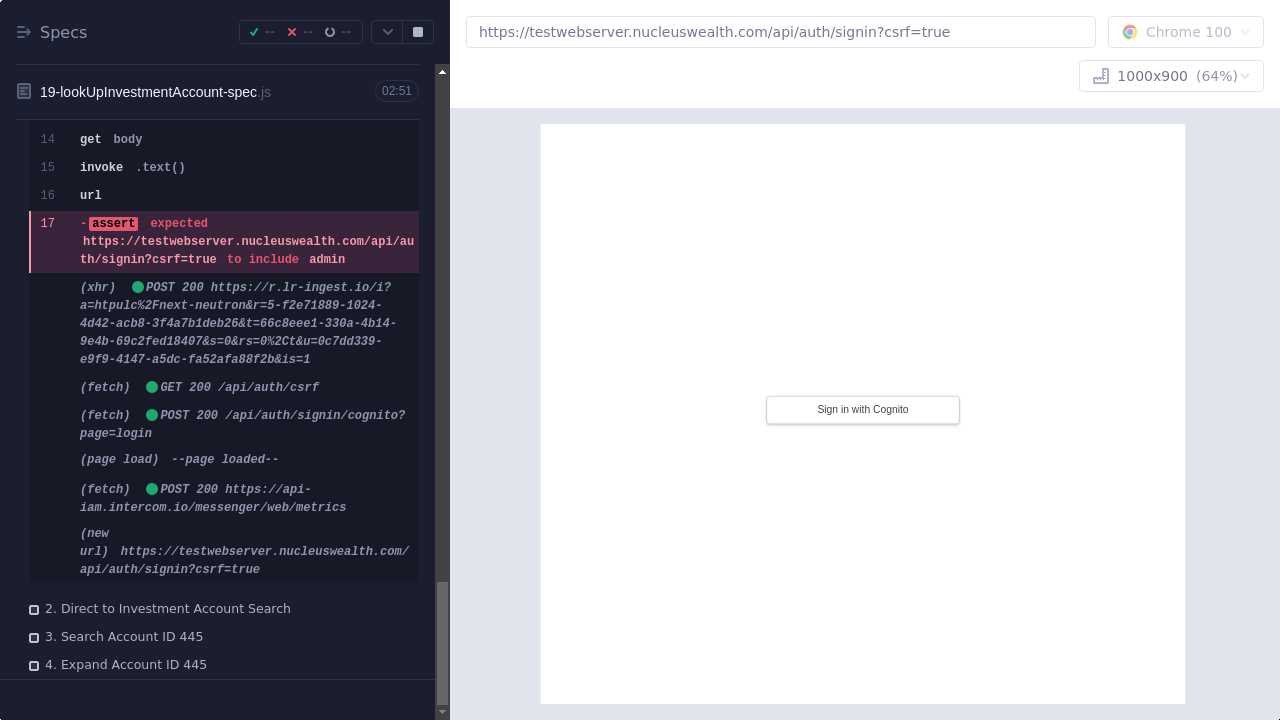 Specs
--
--
--
19-lookUpInvestmentAccount-spec.js
02:51
14 get body
15 invoke .text()
16 url
17 -assert expected
https://testwebserver.nucleuswealth.com/api/au
th/signin?csrf=true to include admin
(xhr) POST 200 https://r.lr-ingest.io/i?
a=htpulc%2Fnext-neutron&r=5-f2e71889-1024-
4d42-acb8-3f4a7b1deb26&t=66c8eee1-330a-4b14-
9e4b-69c2fed18407&s=0&rs=0%2Ct&u=0c7dd339-
e9f9-4147-a5dc-fa52afa88f2b&is=1
(fetch) GET 200 /api/auth/csrf
(fetch) POST 200 /api/auth/signin/cognito?
page=login
(page load) --page loaded--
(fetch) POST 200 https://api-
iam.intercom.io/messenger/web/metrics
(new
url) https://testwebserver.nucleuswealth.com/
api/auth/signin?csrf=true
2. Direct to Investment Account Search
3. Search Account ID 445
4. Expand Account ID 445
https://testwebserver.nucleuswealth.com/api/auth/signin?csrf=true
Chrome 100
1000x900 (64%)
Sign in with Cognito